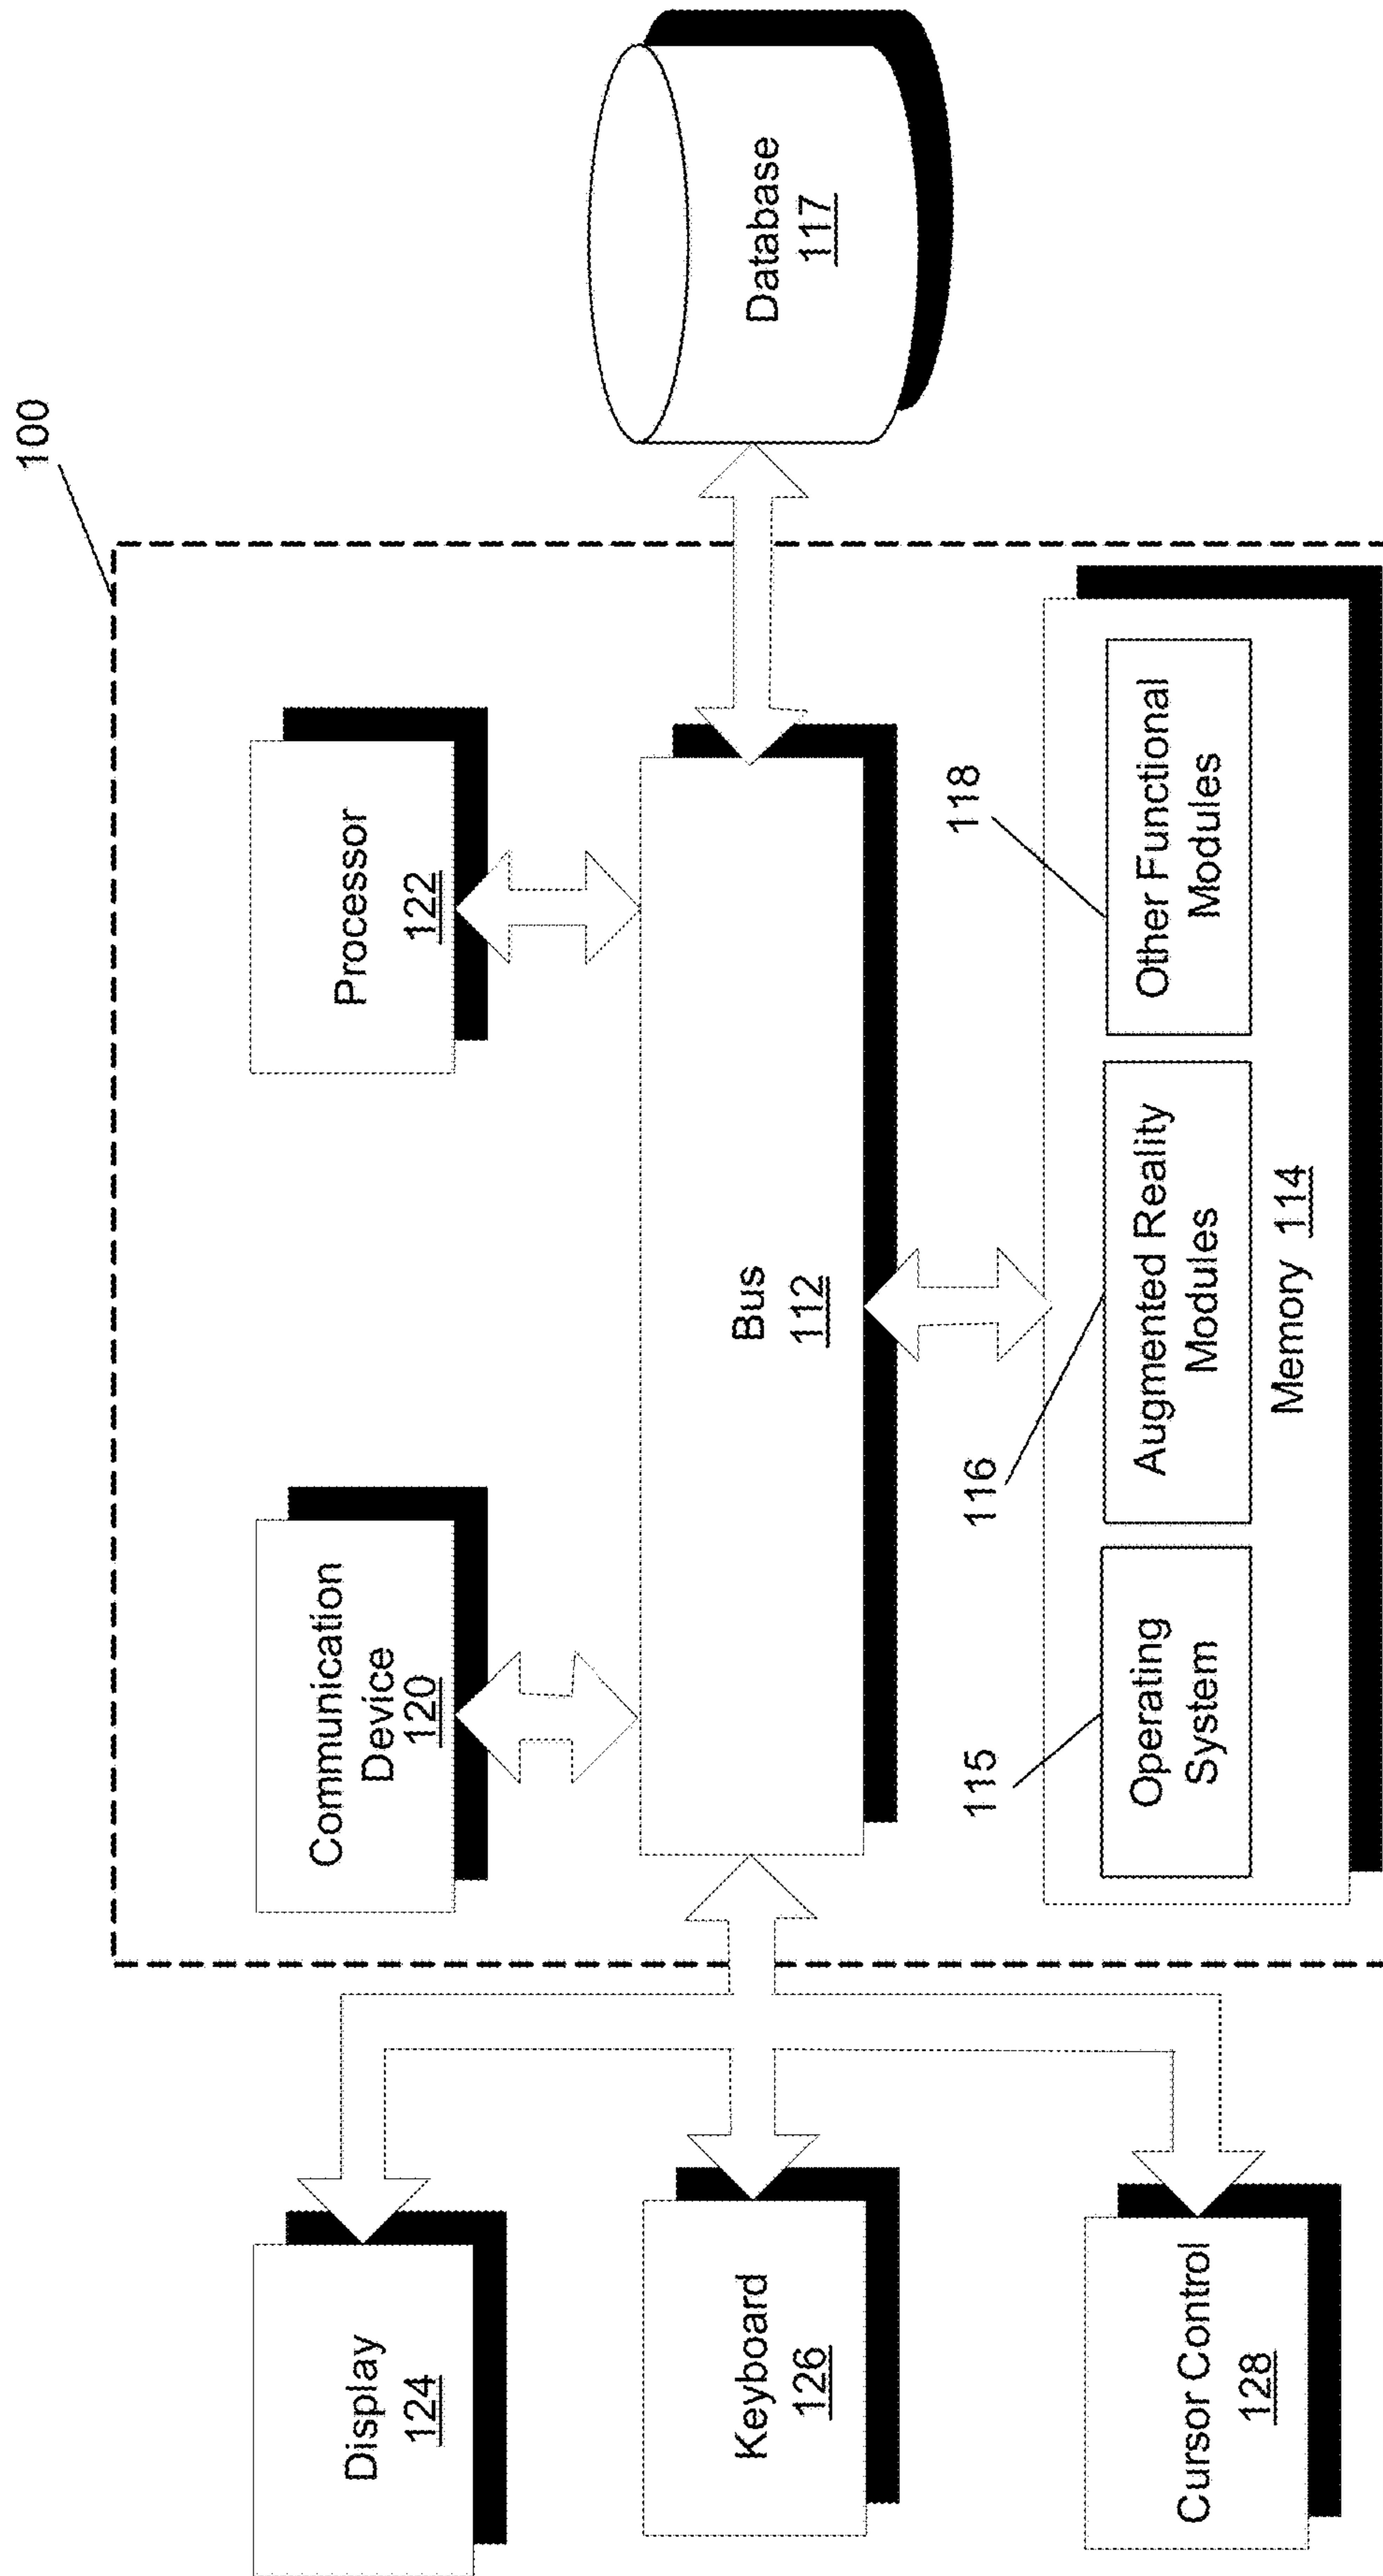 100
Display
124
Communication
Device
120
Processor
122
Keyboard
126
Bus
112
Database
117
Cursor Control
128
115
116
118
Operating
System
Augmented Reality
Modules
Other Functional
Modules
Memory 114